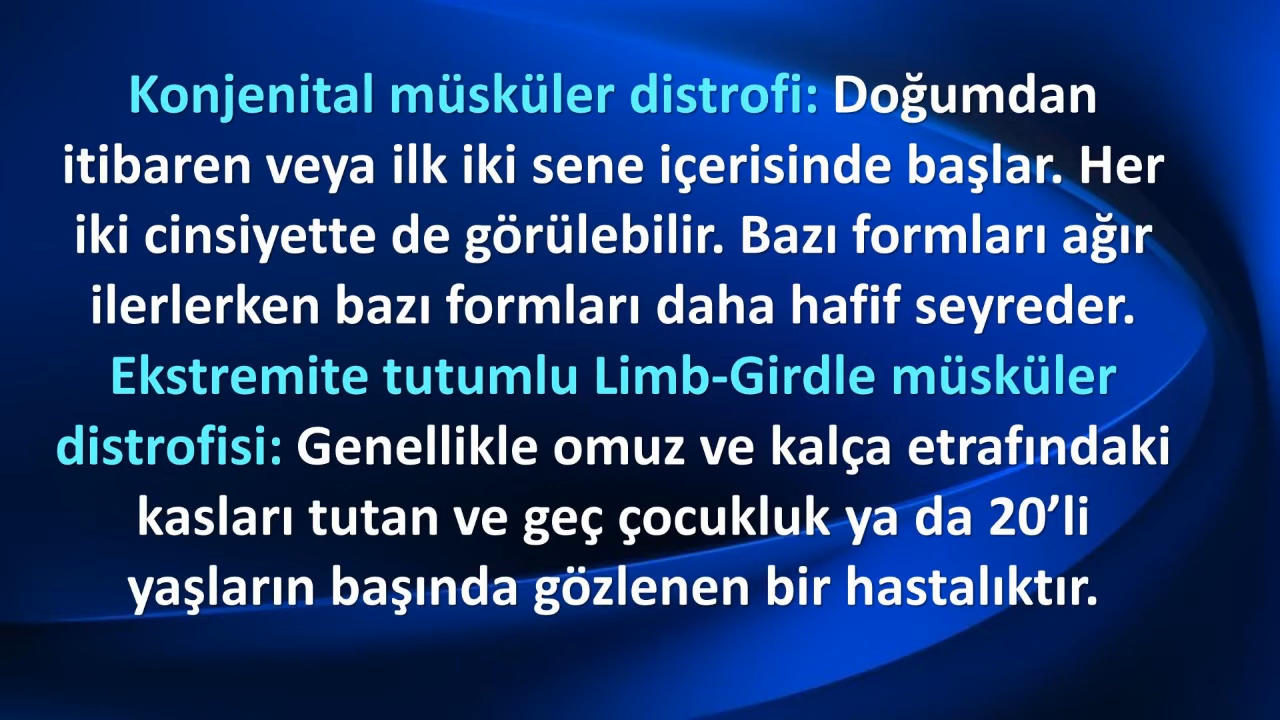 Konjenital müsküler distrofi: Doğumdan
itibaren veya ilk iki sene içerisinde başlar. Her
iki cinsiyette de görülebilir. Bazı formları ağır
ilerlerken bazı formları daha hafif seyreder.
Ekstremite tutumlu Limb-Girdle müsküler
distrofisi: Genellikle omuz ve kalça etrafındaki
kasları tutan ve geç çocukluk ya da 20’li
yaşların başında gözlenen bir hastalıktır.